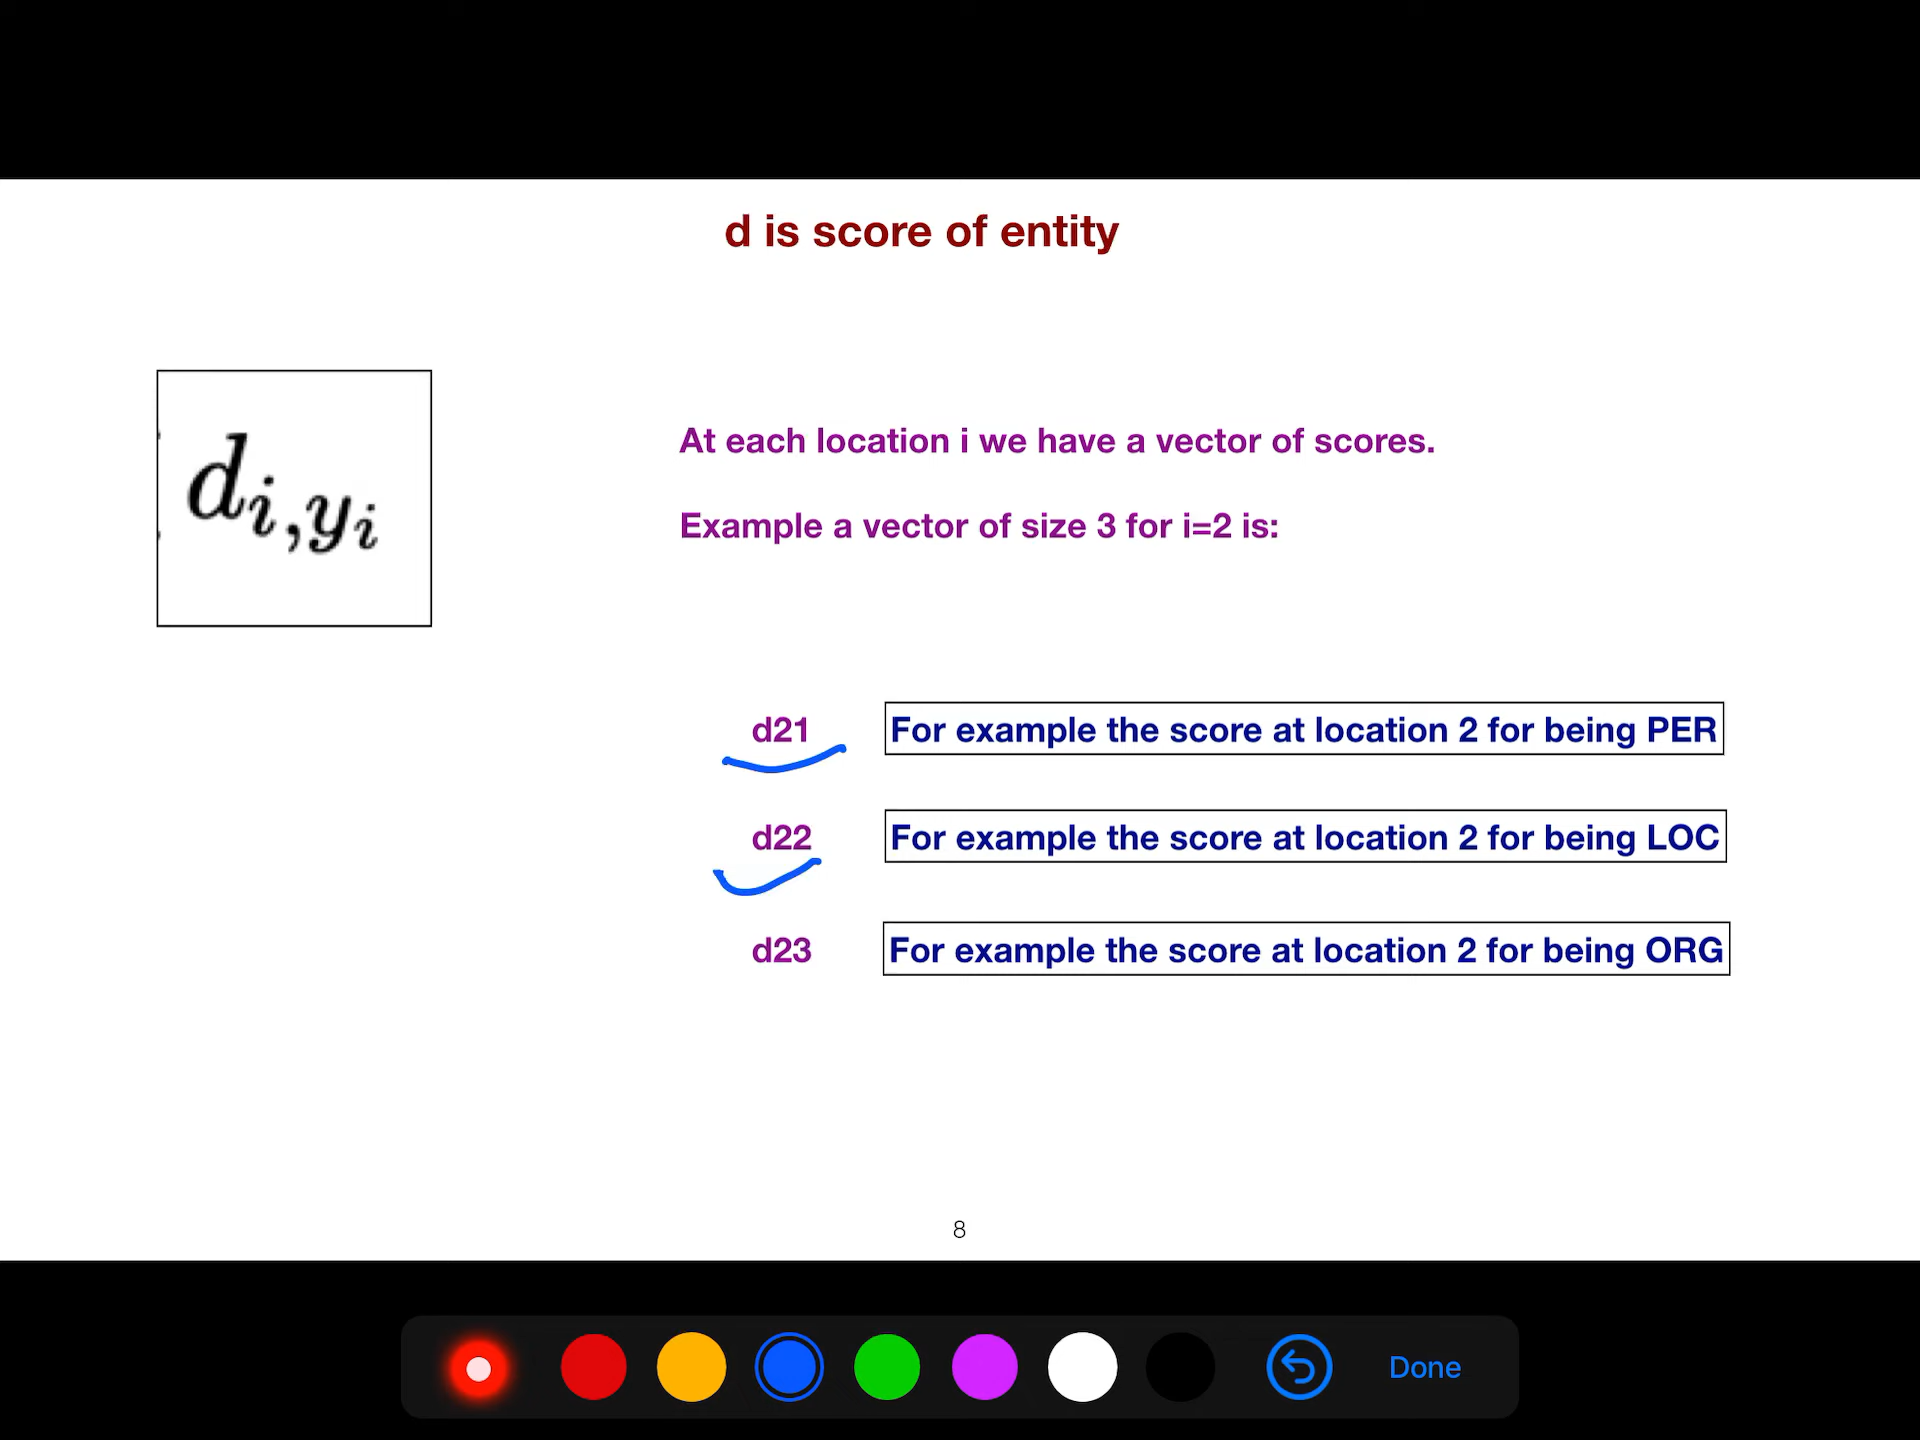 d is score of entity
d_{i,y_i}
At each location i we have a vector of scores.
Example a vector of size 3 for i=2 is:
d21 For example the score at location 2 for being PER
d22 For example the score at location 2 for being LOC
d23 For example the score at location 2 for being ORG
8
Done